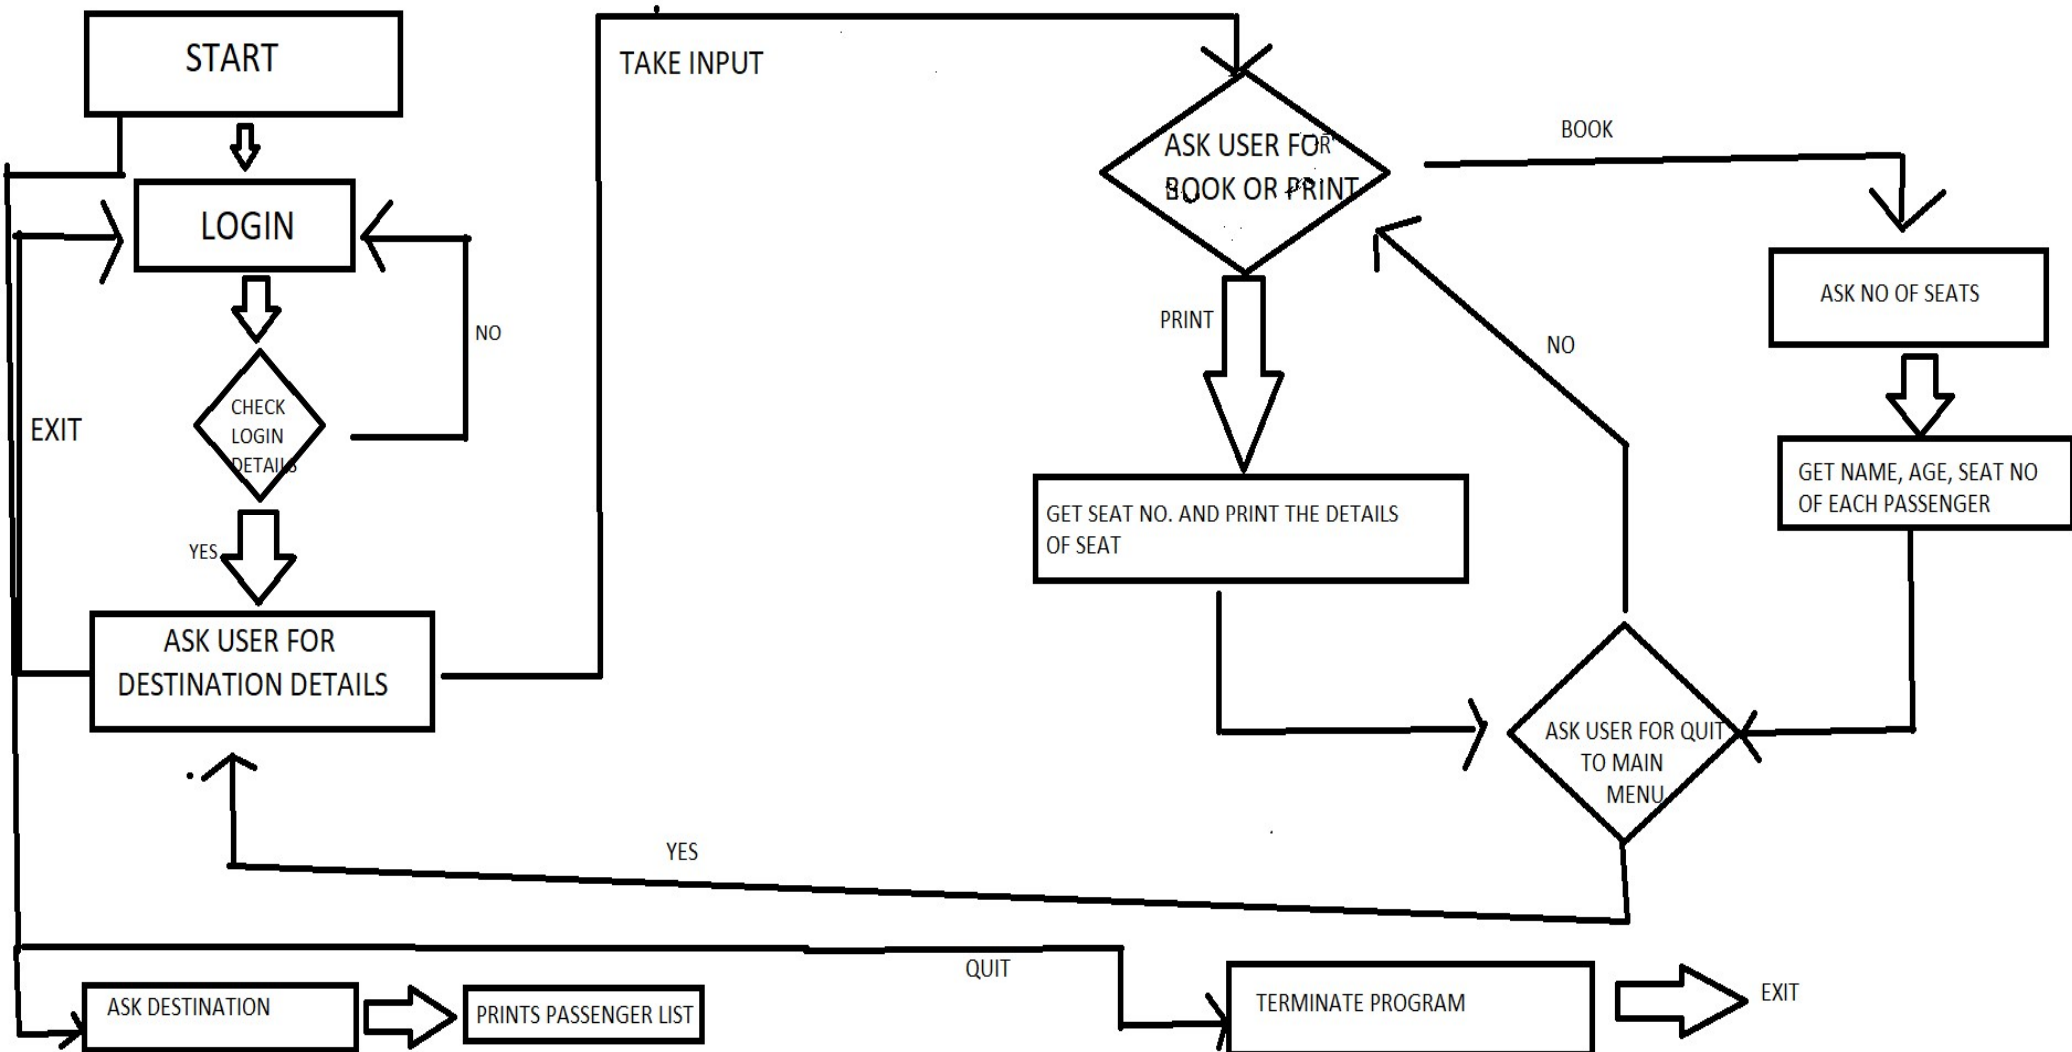 START
TAKE INPUT
BOOK
ASK USER FOR
BOOK OR PRINT
LOGIN
ASK NO OF SEATS
PRINT
NO
NO
CHECK
LOGIN
DETAILS
EXIT
GET NAME, AGE, SEAT NO
OF EACH PASSENGER
GET SEAT NO. AND PRINT THE DETAILS
OF SEAT
YES
ASK USER FOR
DESTINATION DETAILS
ASK USER FOR QUIT
TO MAIN
MENU
YES
QUIT
ASK DESTINATION
PRINTS PASSENGER LIST
TERMINATE PROGRAM
EXIT